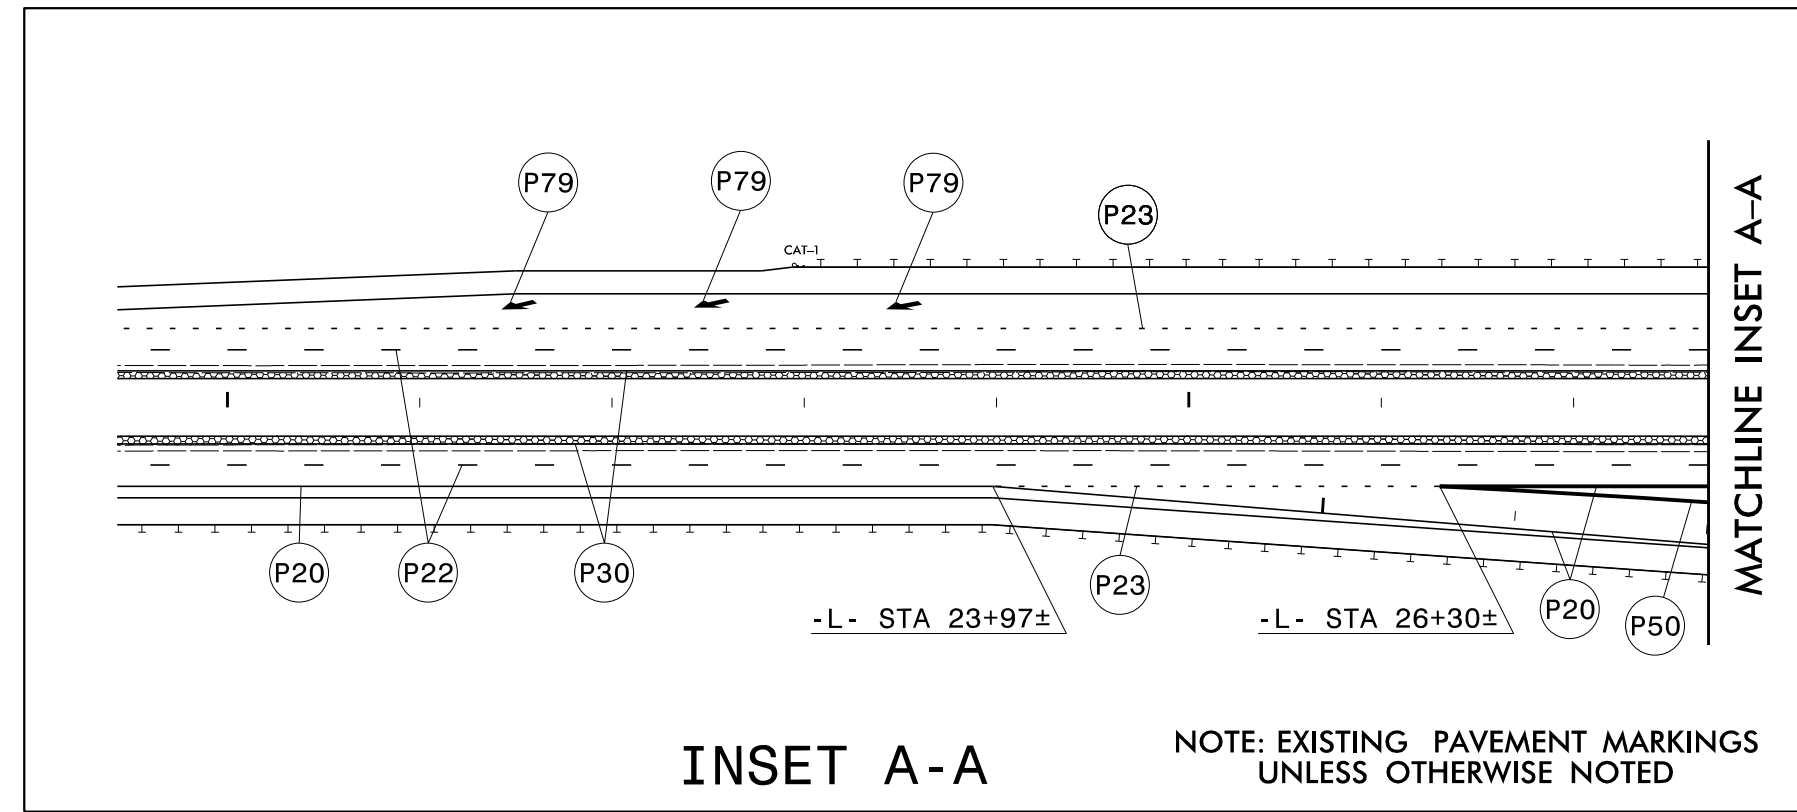 P79
P79
P79
P23
CAT-1
P20
P22
P30
P23
P20
P50
-L- STA 23+97±
-L- STA 26+30±
MATCHLINE INSET A-A
INSET A-A
NOTE: EXISTING PAVEMENT MARKINGS
UNLESS OTHERWISE NOTED